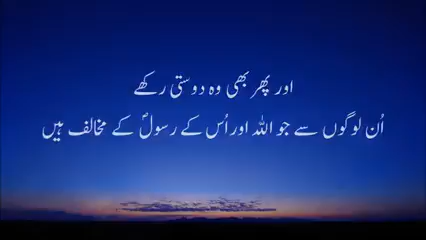 اور پھر بھی وہ دوستی رکھے
اُن لوگوں سے جو اللہ اور اُس کے رسولؐ کے مخالف ہیں